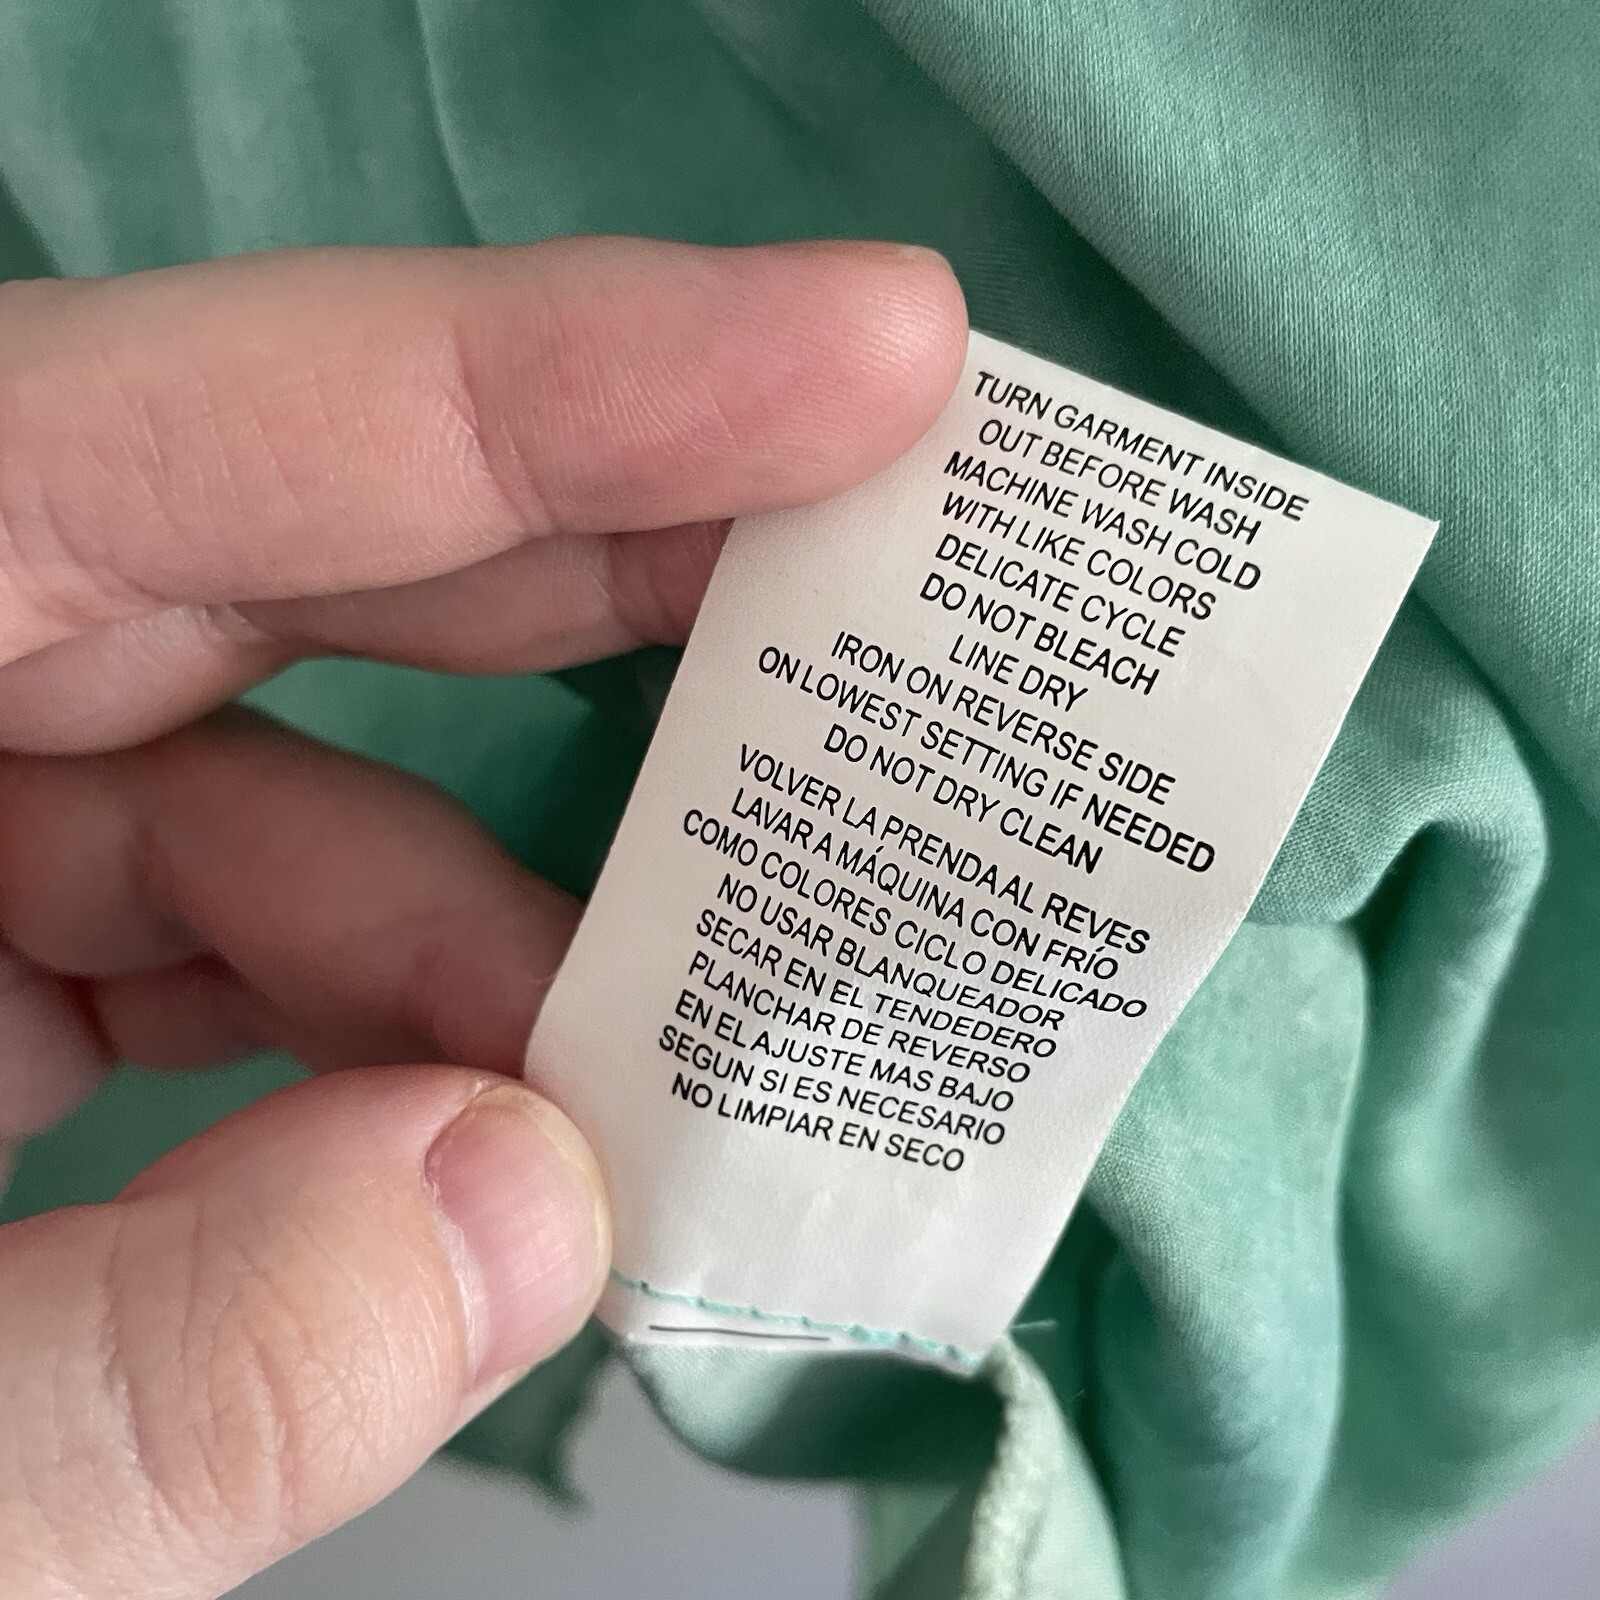 TURN GARMENT INSIDE
OUT BEFORE WASH
MACHINE WASH COLD
WITH LIKE COLORS
DELICATE CYCLE
DO NOT BLEACH
LINE DRY
IRON ON REVERSE SIDE
ON LOWEST SETTING IF NEEDED
DO NOT DRY CLEAN
VOLVER LA PRENDA AL REVES
LAVAR A MÁQUINA CON FRÍO
COMO COLORES CICLO DELICADO
NO USAR BLANQUEADOR
SECAR EN EL TENDEDERO
PLANCHAR DE REVERSO
EN EL AJUSTE MAS BAJO
SEGUN SI ES NECESARIO
NO LIMPIAR EN SECO